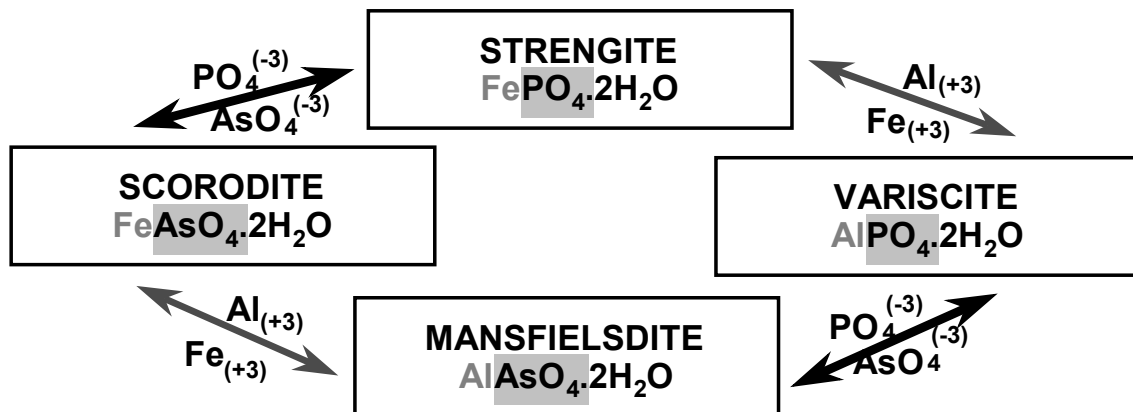 STRENGITE
FePO₄.2H₂O
PO₄⁽⁻³⁾
AsO₄⁽⁻³⁾
Al₍₊₃₎
Fe₍₊₃₎
SCORODITE
FeAsO₄.2H₂O
VARISCITE
AlPO₄.2H₂O
Al₍₊₃₎
Fe₍₊₃₎
MANSFIELSDITE
AlAsO₄.2H₂O
PO₄⁽⁻³⁾
AsO₄⁽⁻³⁾